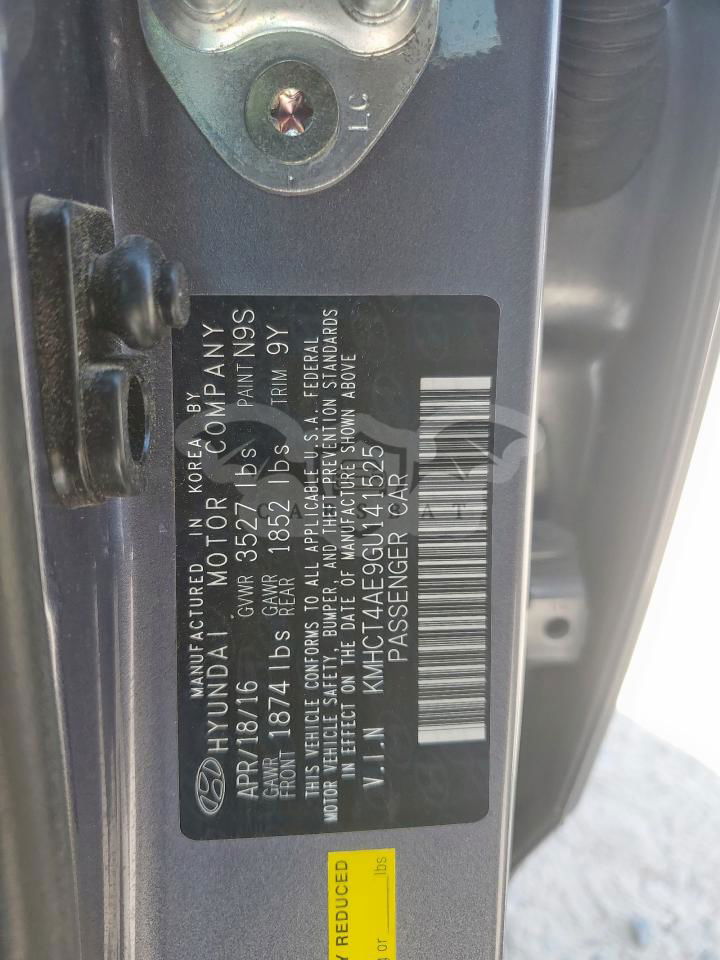 LC
MANUFACTURED IN KOREA BY
HYUNDAI MOTOR COMPANY
APR/18/16 GVWR 3527 lbs PAINT N9S
GAWR FRONT 1874 lbs GAWR REAR 1852 lbs TRIM 9Y
THIS VEHICLE CONFORMS TO ALL APPLICABLE U.S.A. FEDERAL
MOTOR VEHICLE SAFETY, BUMPER, AND THEFT PREVENTION STANDARDS
IN EFFECT ON THE DATE OF MANUFACTURE SHOWN ABOVE
V.I.N KMHCT4AE9GU141525
PASSENGER CAR
Y REDUCED
or lbs